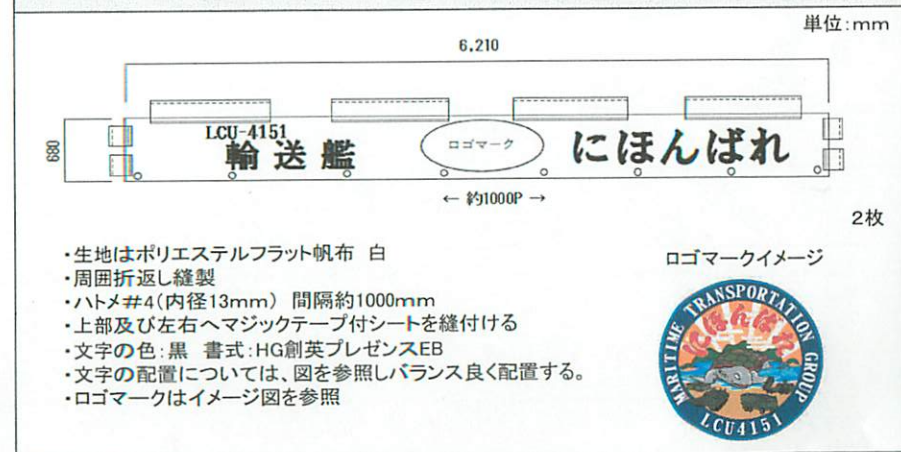 単位:mm
6,210
680
LCU-4151
輸送艦
ロゴマーク
にほんばれ
← 約1000P →
2枚
・生地はポリエステルフラット帆布 白
・周囲折返し縫製
・ハトメ#4(内径13mm) 間隔約1000mm
・上部及び左右へマジックテープ付シートを縫付ける
・文字の色:黒 書式:HG創英プレゼンスEB
・文字の配置については、図を参照しバランス良く配置する。
・ロゴマークはイメージ図を参照
ロゴマークイメージ
MARITIME TRANSPORTATION GROUP
にほんばれ
LCU4151